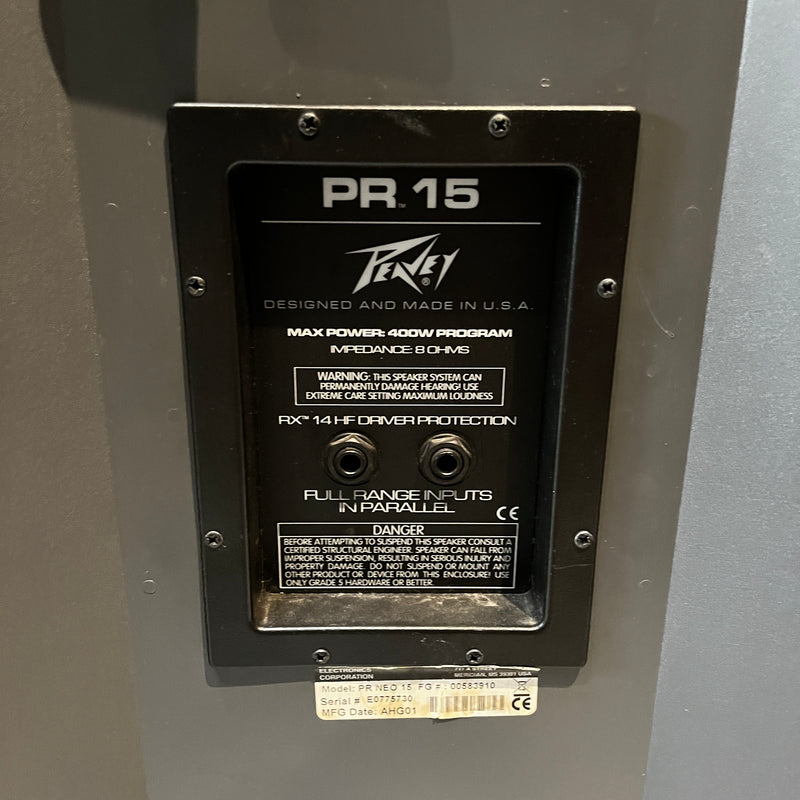 PR™ 15
PEAVEY®
DESIGNED AND MADE IN U.S.A.
MAX POWER: 400W PROGRAM
IMPEDANCE: 8 OHMS
WARNING: THIS SPEAKER SYSTEM CAN
PERMANENTLY DAMAGE HEARING! USE
EXTREME CARE SETTING MAXIMUM LOUDNESS
RX™ 14 HF DRIVER PROTECTION
FULL RANGE INPUTS
IN PARALLEL
CE
DANGER
BEFORE ATTEMPTING TO SUSPEND THIS SPEAKER CONSULT A
CERTIFIED STRUCTURAL ENGINEER. SPEAKER CAN FALL FROM
IMPROPER SUSPENSION, RESULTING IN SERIOUS INJURY AND
PROPERTY DAMAGE. DO NOT SUSPEND OR MOUNT ANY
OTHER PRODUCT OR DEVICE FROM THIS ENCLOSURE! USE
ONLY GRADE 5 HARDWARE OR BETTER.
ELECTRONICS 711 A STREET
CORPORATION MERIDIAN, MS 39301 USA
Model: PR NEO 15 FG #: 00583910
Serial # E0775730
MFG Date: AHG01 CE